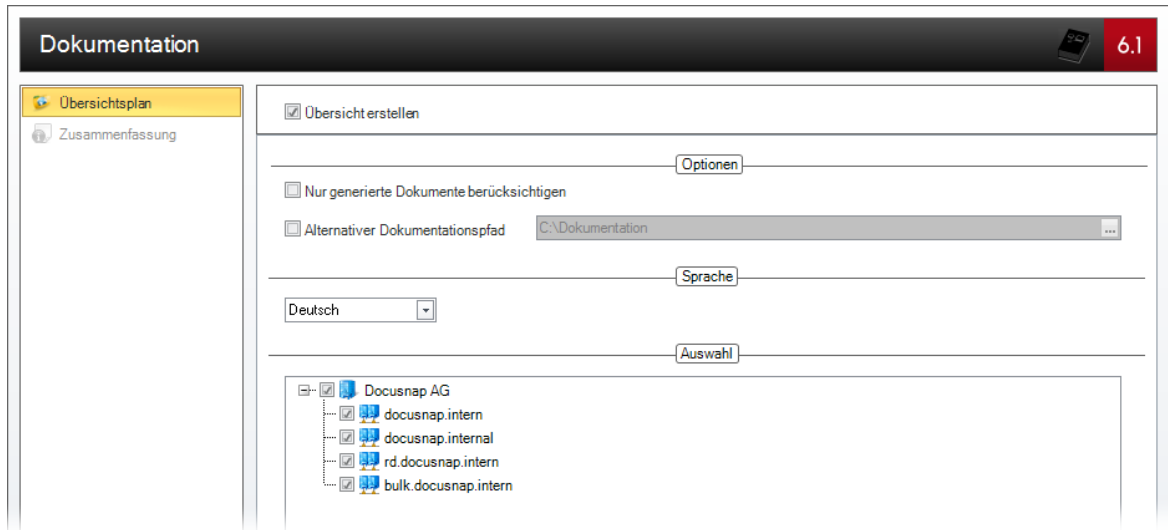 Dokumentation
6.1
Übersichtsplan
Zusammenfassung
Übersicht erstellen
Optionen
Nur generierte Dokumente berücksichtigen
Alternativer Dokumentationspfad
C:\Dokumentation
...
Sprache
Deutsch
Auswahl
Docusnap AG
docusnap.intern
docusnap.internal
rd.docusnap.intern
bulk.docusnap.intern